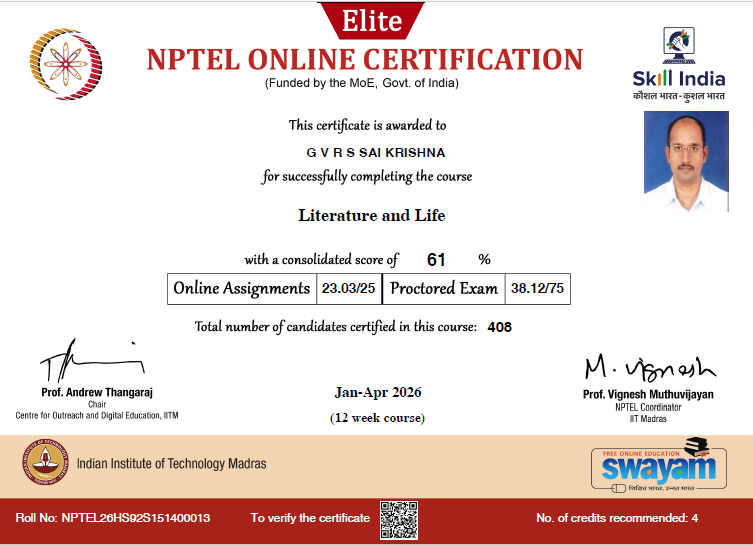 Elite
NPTEL ONLINE CERTIFICATION
(Funded by the MoE, Govt. of India)
Skill India
कौशल भारत - कुशल भारत
This certificate is awarded to
G V R S SAI KRISHNA
for successfully completing the course
Literature and Life
with a consolidated score of 61 %
Online Assignments 23.03/25 Proctored Exam 38.12/75
Total number of candidates certified in this course: 408
M. Vignesh
Prof. Andrew Thangaraj
Chair
Centre for Outreach and Digital Education, IITM
Jan-Apr 2026
(12 week course)
Prof. Vignesh Muthuvijayan
NPTEL Coordinator
IIT Madras
Indian Institute of Technology Madras
FREE ONLINE EDUCATION
swayam
शिक्षित भारत, उन्नत भारत
Roll No: NPTEL26HS92S151400013 To verify the certificate No. of credits recommended: 4